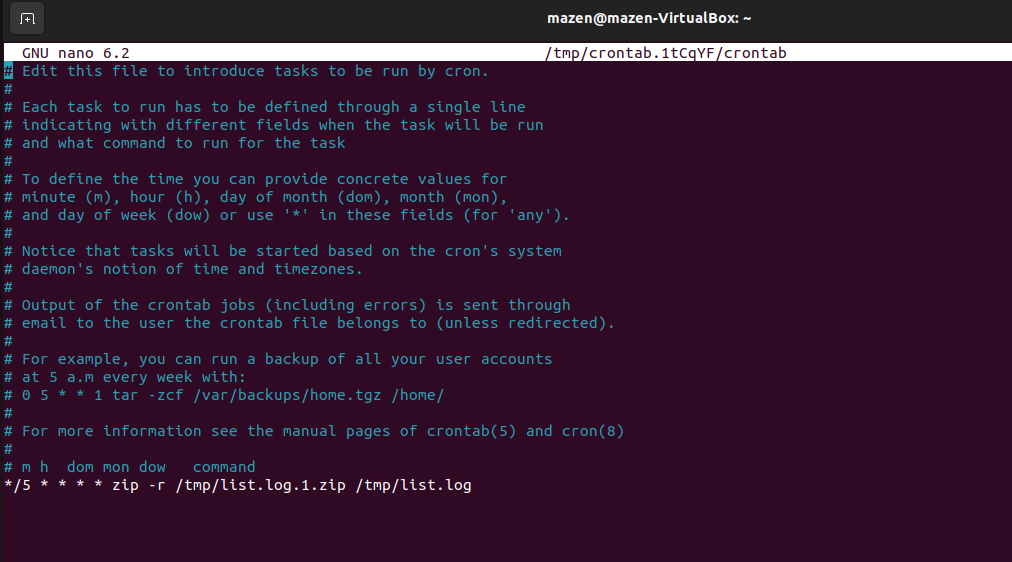 mazen@mazen-VirtualBox: ~
GNU nano 6.2 /tmp/crontab.1tCqYF/crontab
# Edit this file to introduce tasks to be run by cron.
#
# Each task to run has to be defined through a single line
# indicating with different fields when the task will be run
# and what command to run for the task
#
# To define the time you can provide concrete values for
# minute (m), hour (h), day of month (dom), month (mon),
# and day of week (dow) or use '*' in these fields (for 'any').
#
# Notice that tasks will be started based on the cron's system
# daemon's notion of time and timezones.
#
# Output of the crontab jobs (including errors) is sent through
# email to the user the crontab file belongs to (unless redirected).
#
# For example, you can run a backup of all your user accounts
# at 5 a.m every week with:
# 0 5 * * 1 tar -zcf /var/backups/home.tgz /home/
#
# For more information see the manual pages of crontab(5) and cron(8)
#
# m h  dom mon dow   command
*/5 * * * * zip -r /tmp/list.log.1.zip /tmp/list.log